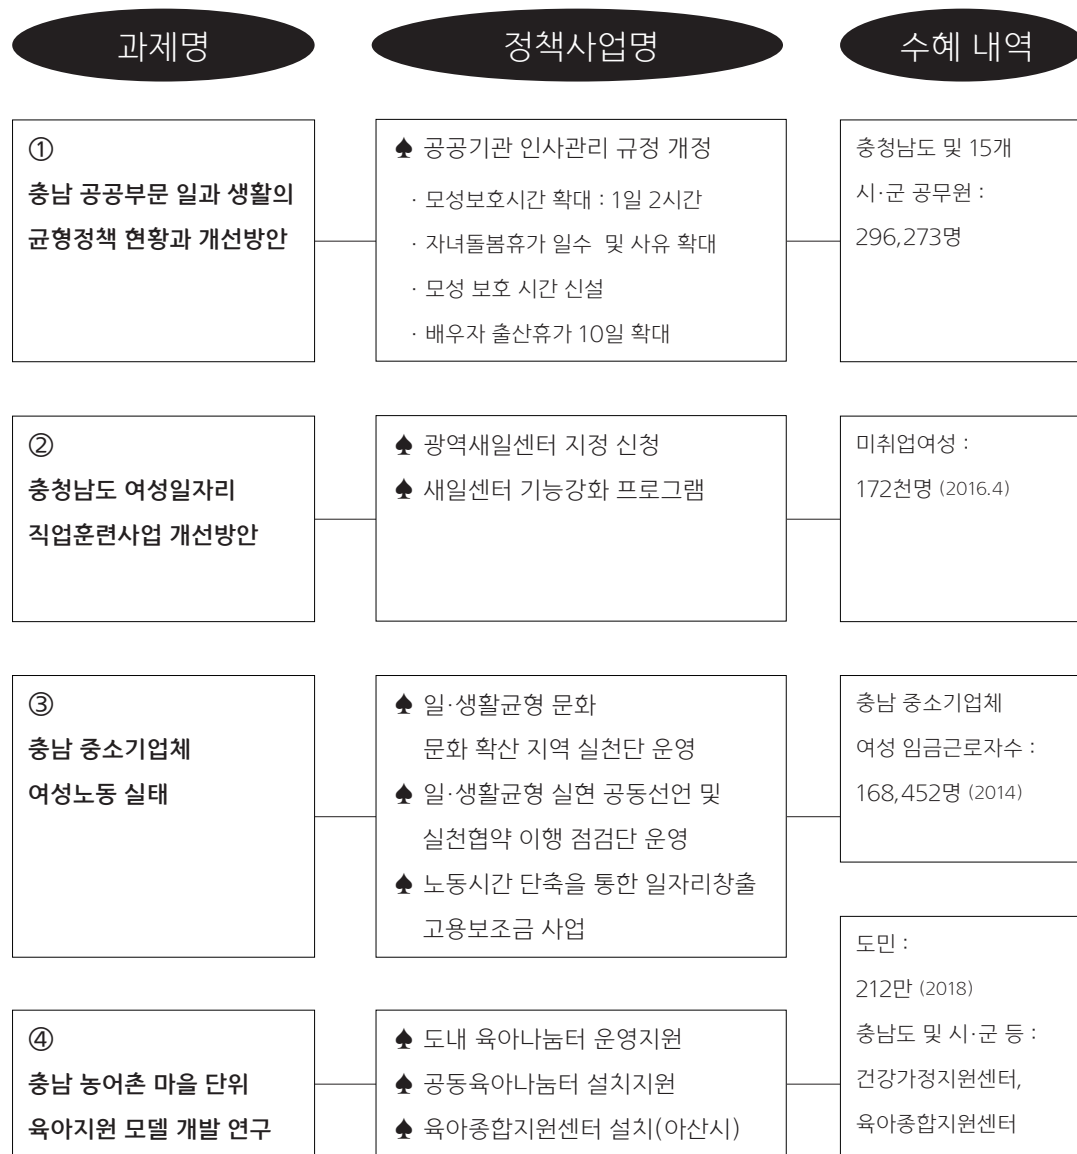 과제명
정책사업명
수혜 내역
①
충남 공공부문 일과 생활의
균형정책 현황과 개선방안
♠ 공공기관 인사관리 규정 개정
· 모성보호시간 확대 : 1일 2시간
· 자녀돌봄휴가 일수 및 사유 확대
· 모성 보호 시간 신설
· 배우자 출산휴가 10일 확대
충청남도 및 15개
시·군 공무원 :
296,273명
②
충청남도 여성일자리
직업훈련사업 개선방안
♠ 광역새일센터 지정 신청
♠ 새일센터 기능강화 프로그램
미취업여성 :
172천명 (2016.4)
③
충남 중소기업체
여성노동 실태
♠ 일·생활균형 문화
문화 확산 지역 실천단 운영
♠ 일·생활균형 실현 공동선언 및
실천협약 이행 점검단 운영
♠ 노동시간 단축을 통한 일자리창출
고용보조금 사업
충남 중소기업체
여성 임금근로자수 :
168,452명 (2014)
④
충남 농어촌 마을 단위
육아지원 모델 개발 연구
♠ 도내 육아나눔터 운영지원
♠ 공동육아나눔터 설치지원
♠ 육아종합지원센터 설치(아산시)
도민 :
212만 (2018)
충남도 및 시·군 등 :
건강가정지원센터,
육아종합지원센터